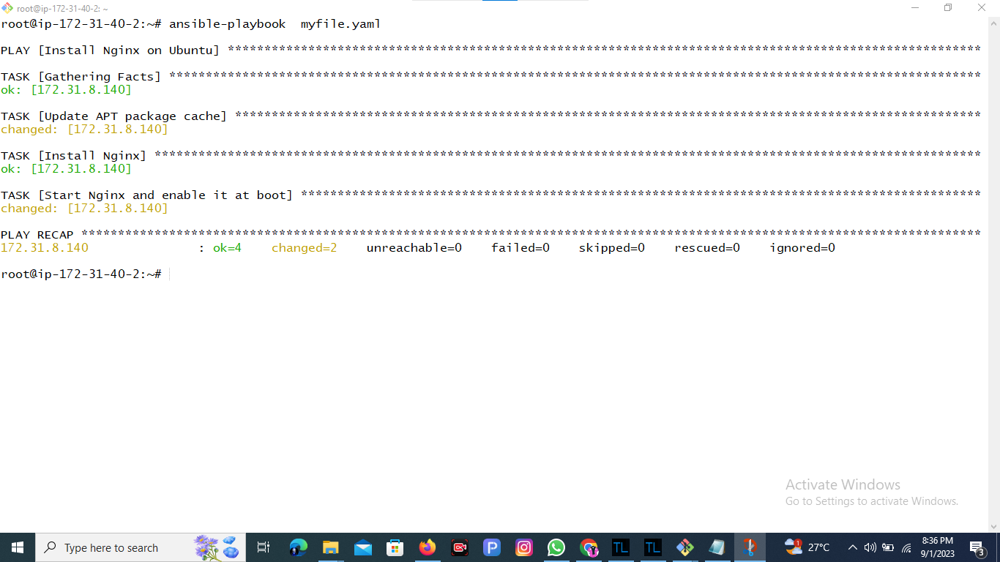 root@ip-172-31-40-2: ~
root@ip-172-31-40-2:~# ansible-playbook  myfile.yaml
PLAY [Install Nginx on Ubuntu] *******************************************************************************************************
TASK [Gathering Facts] ***************************************************************************************************************
ok: [172.31.8.140]
TASK [Update APT package cache] ******************************************************************************************************
changed: [172.31.8.140]
TASK [Install Nginx] *****************************************************************************************************************
ok: [172.31.8.140]
TASK [Start Nginx and enable it at boot] *********************************************************************************************
changed: [172.31.8.140]
PLAY RECAP ***************************************************************************************************************************
172.31.8.140               : ok=4    changed=2    unreachable=0    failed=0    skipped=0    rescued=0    ignored=0
root@ip-172-31-40-2:~#
Activate Windows
Go to Settings to activate Windows.
Type here to search
P
TL
TL
1
27°C
8:36 PM
9/1/2023
3